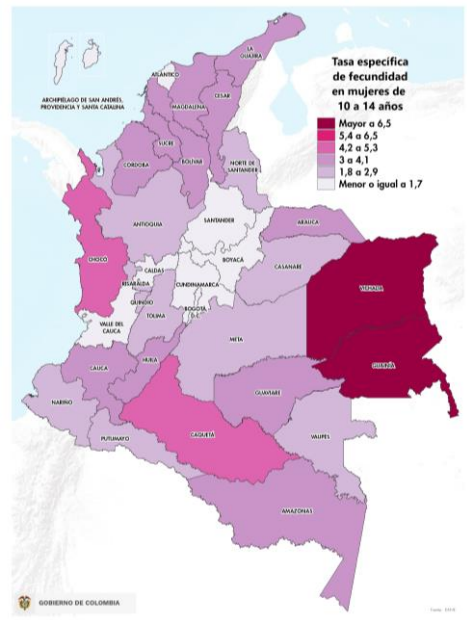 LA
GUAJIRA
ATLÁNTICO
ARCHIPIÉLAGO DE SAN ANDRÉS,
PROVIDENCIA Y SANTA CATALINA
MAGDALENA
CESAR
Tasa específica
de fecundidad
en mujeres de
10 a 14 años
Mayor a 6,5
5,4 a 6,5
4,2 a 5,3
3 a 4,1
1,8 a 2,9
Menor o igual a 1,7
SUCRE
CÓRDOBA
BOLÍVAR
NORTE DE
SANTANDER
ANTIOQUIA
SANTANDER
ARAUCA
CHOCÓ
BOYACÁ
CASANARE
CALDAS
RISARALDA
CUNDINAMARCA
VICHADA
QUINDÍO
BOGOTÁ,
D.C.
TOLIMA
VALLE DEL
CAUCA
META
HUILA
GUAINÍA
CAUCA
GUAVIARE
NARIÑO
CAQUETÁ
VAUPÉS
PUTUMAYO
AMAZONAS
GOBIERNO DE COLOMBIA